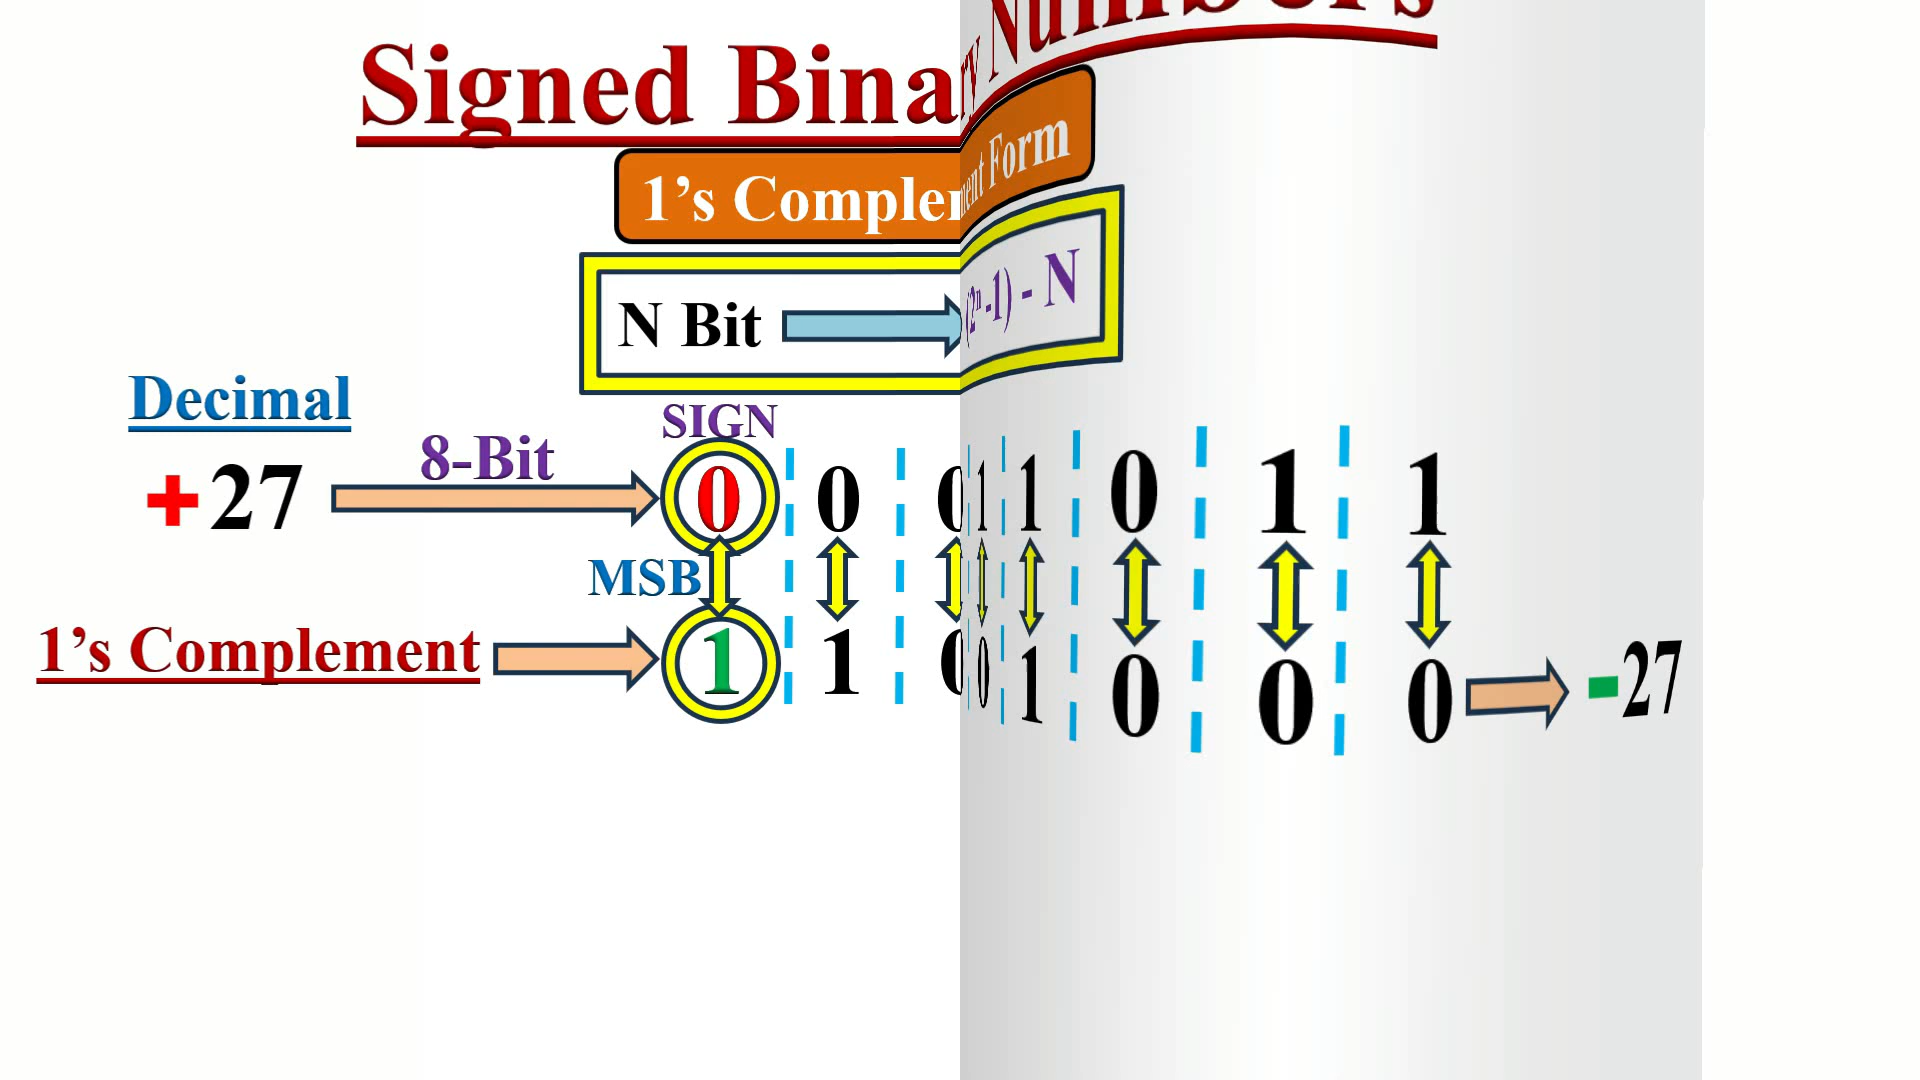 Signed Binary Numbers
1’s Complement Form
N Bit (2ⁿ-1) - N
Decimal
SIGN
8-Bit
+27 0 0 0 1 1 0 1 1
MSB
1’s Complement 1 1 0 0 1 0 0 0 -27